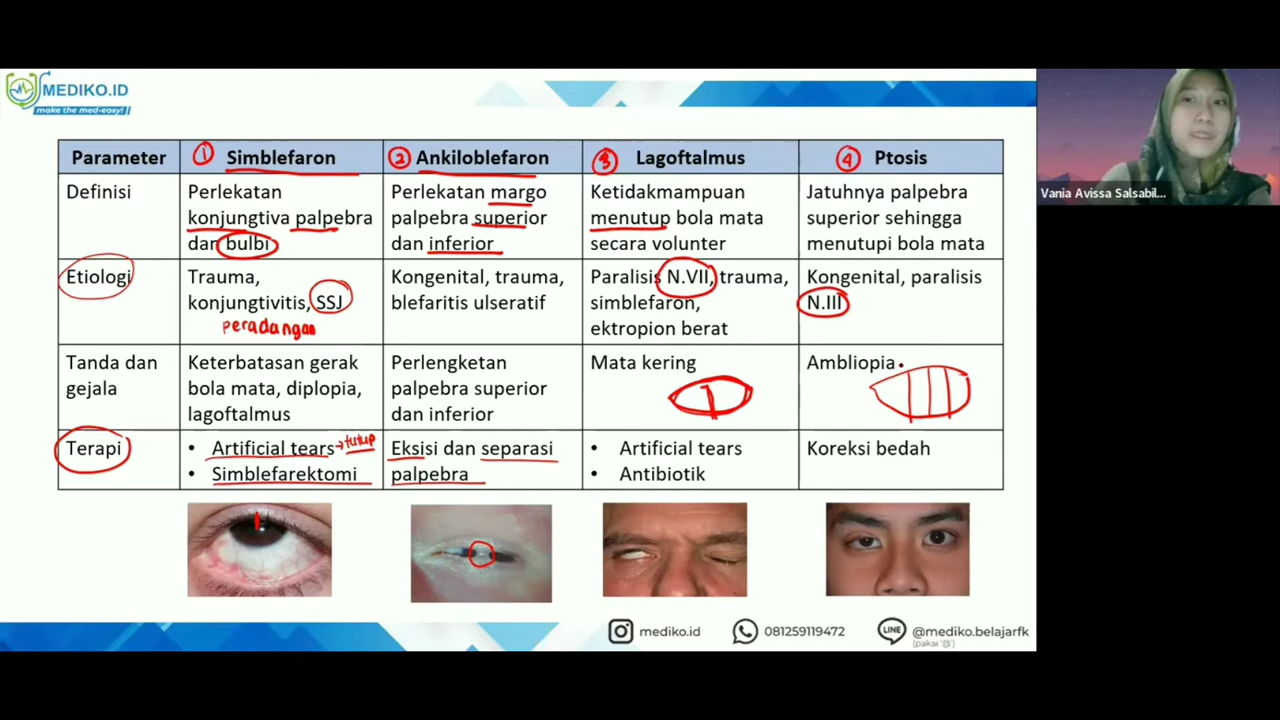 MEDIKO.ID
make the med-easy!
Vania Avissa Salsabil...
Parameter
① Simblefaron
② Ankiloblefaron
③ Lagoftalmus
④ Ptosis
Definisi
Perlekatan
konjungtiva palpebra
dan bulbi
Perlekatan margo
palpebra superior
dan inferior
Ketidakmampuan
menutup bola mata
secara volunter
Jatuhnya palpebra
superior sehingga
menutupi bola mata
Etiologi
Trauma,
konjungtivitis, SSJ
peradangan
Kongenital, trauma,
blefaritis ulseratif
Paralisis N.VII, trauma,
simblefaron,
ektropion berat
Kongenital, paralisis
N.III
Tanda dan
gejala
Keterbatasan gerak
bola mata, diplopia,
lagoftalmus
Perlengketan
palpebra superior
dan inferior
Mata kering
Ambliopia
Terapi
• Artificial tears → tutup
• Simblefarektomi
Eksisi dan separasi
palpebra
• Artificial tears
• Antibiotik
Koreksi bedah
mediko.id
081259119472
LINE
@mediko.belajarfk
(pakai '@')